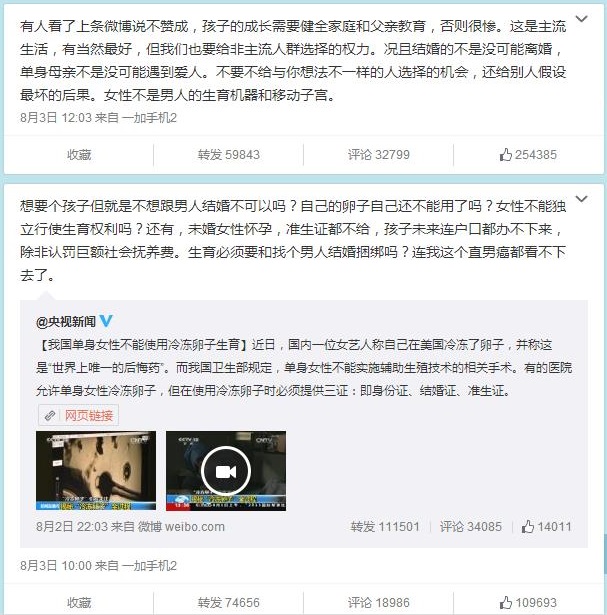 有人看了上条微博说不赞成，孩子的成长需要健全家庭和父亲教育，否则很惨。这是主流
生活，有当然最好，但我们也要给非主流人群选择的权力。况且结婚的不是没可能离婚，
单身母亲不是没可能遇到爱人。不要不给与你想法不一样的人选择的机会，还给别人假设
最坏的后果。女性不是男人的生育机器和移动子宫。
8月3日 12:03 来自 一加手机2
收藏 转发 59843 评论 32799 254385
想要个孩子但就是不想跟男人结婚不可以吗？自己的卵子自己还不能用了吗？女性不能独
立行使生育权利吗？还有，未婚女性怀孕，准生证都不给，孩子未来连户口都办不下来，
除非认罚巨额社会抚养费。生育必须要和找个男人结婚捆绑吗？连我这个直男癌都看不下
去了。
@央视新闻
【我国单身女性不能使用冷冻卵子生育】近日，国内一位女艺人称自己在美国冷冻了卵子，并称这
是“世界上唯一的后悔药”。而我国卫生部规定，单身女性不能实施辅助生殖技术的相关手术。有的医院
允许单身女性冷冻卵子，但在使用冷冻卵子时必须提供三证：即身份证、结婚证、准生证。
网页链接
8月2日 22:03 来自 微博 weibo.com 转发 111501 评论 34085 14011
8月3日 10:00 来自 一加手机2
收藏 转发 74656 评论 18986 109693